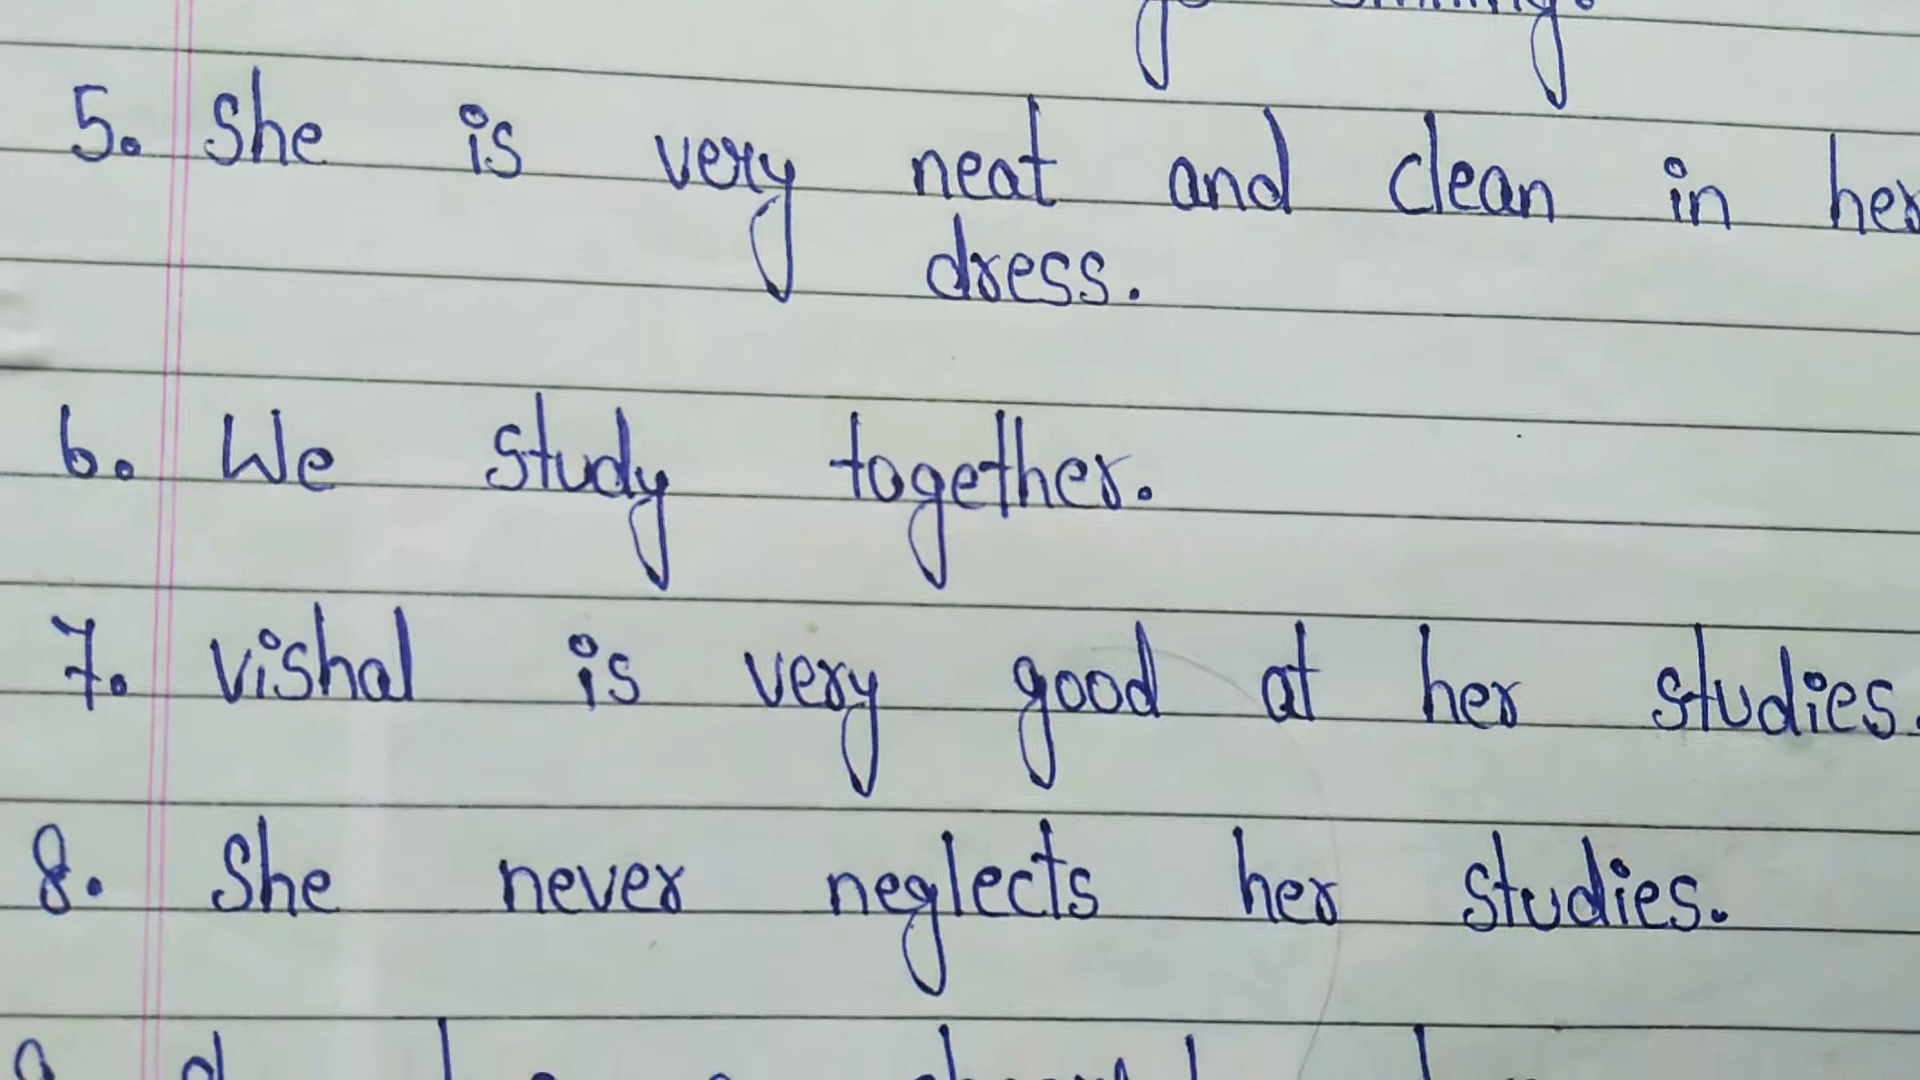 5. She is very neat and clean in her
dress.
6. We study together.
7. vishal is very good at her studies.
8. She never neglects her studies.